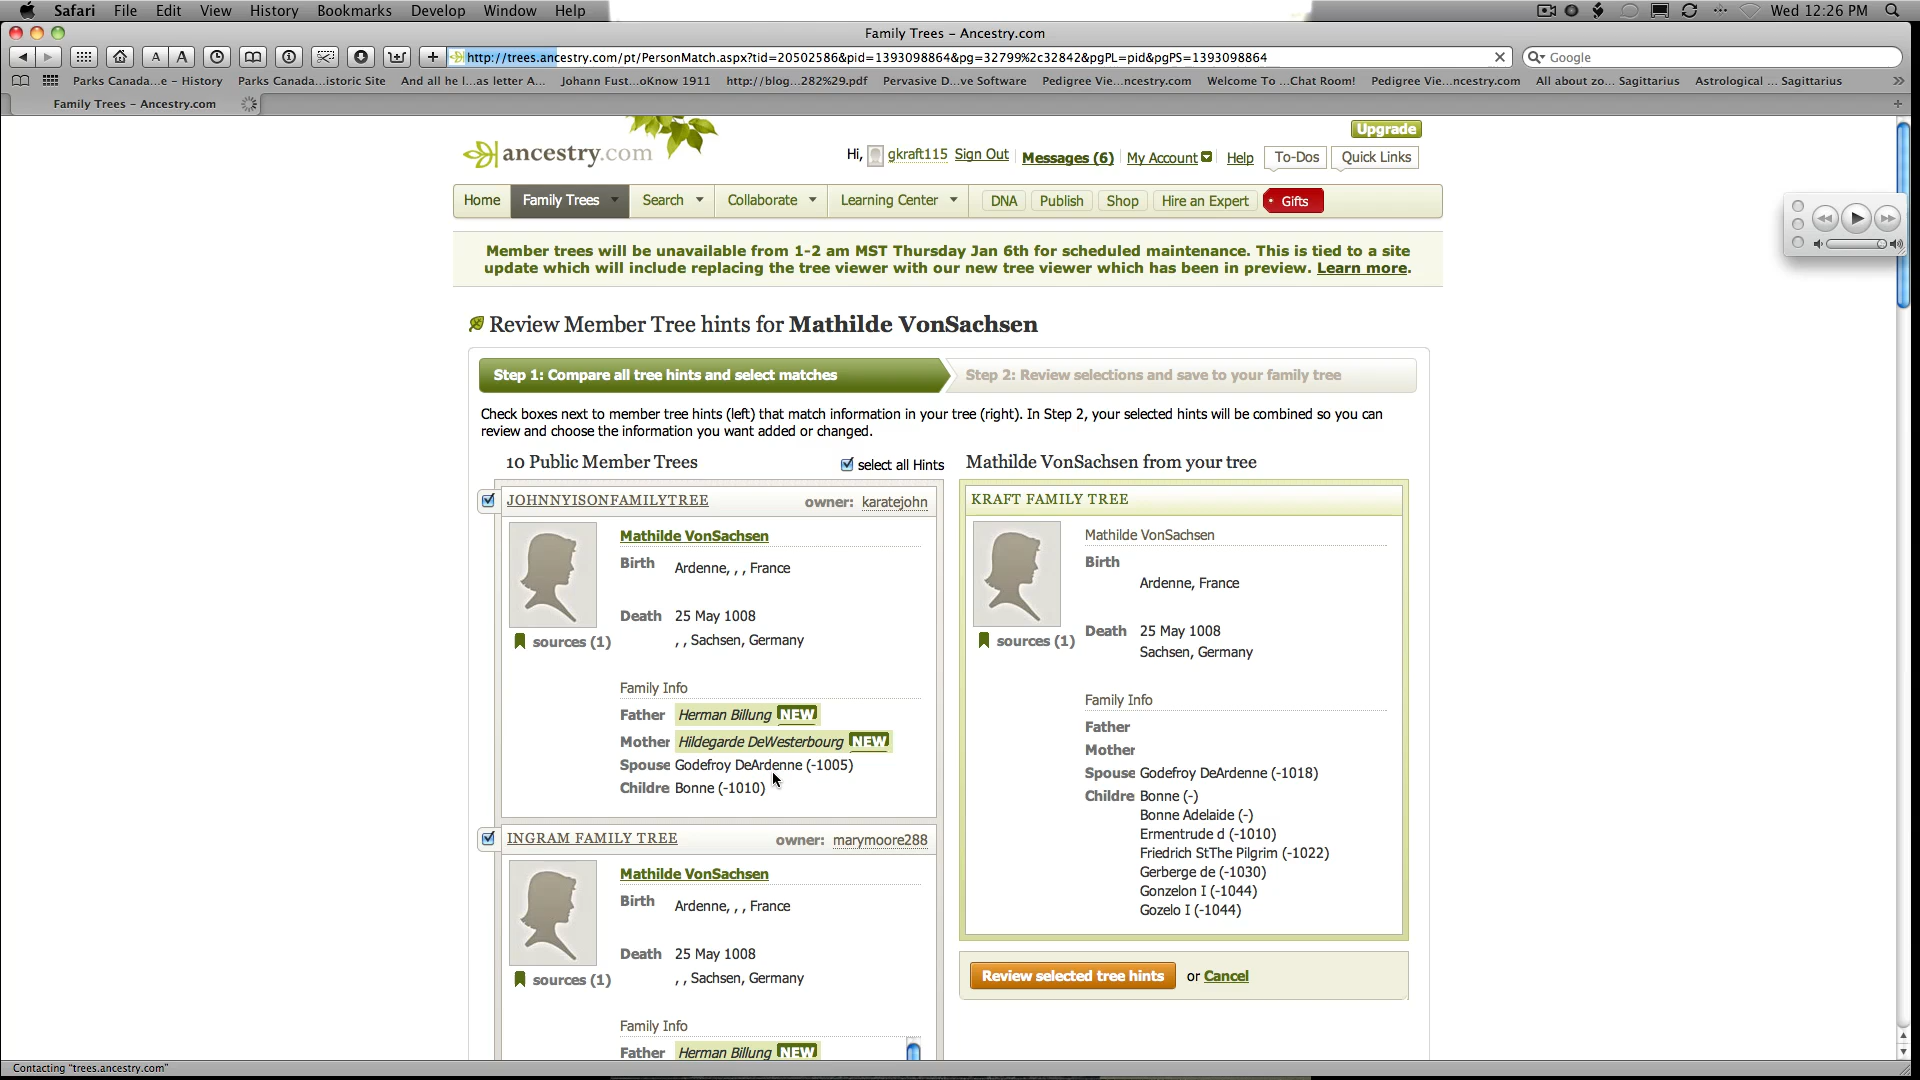 Safari File Edit View History Bookmarks Develop Window Help Wed 12:26 PM
Family Trees – Ancestry.com
A A http://trees.ancestry.com/pt/PersonMatch.aspx?tid=20502586&pid=1393098864&pg=32799%2c32842&pgPL=pid&pgPS=1393098864 Google
Parks Canada...e – History Parks Canada...istoric Site And all he l...as letter A... Johann Fust...oKnow 1911 http://blog...282%29.pdf Pervasive D...ve Software Pedigree Vie...ncestry.com Welcome To ...Chat Room! Pedigree Vie...ncestry.com All about zo... Sagittarius Astrological ... Sagittarius
Family Trees – Ancestry.com
Upgrade
ancestry.com
Hi, gkraft115 Sign Out Messages (6) My Account Help To-Dos Quick Links
Home Family Trees Search Collaborate Learning Center DNA Publish Shop Hire an Expert Gifts
Member trees will be unavailable from 1-2 am MST Thursday Jan 6th for scheduled maintenance. This is tied to a site
update which will include replacing the tree viewer with our new tree viewer which has been in preview. Learn more.
Review Member Tree hints for Mathilde VonSachsen
Step 1: Compare all tree hints and select matches Step 2: Review selections and save to your family tree
Check boxes next to member tree hints (left) that match information in your tree (right). In Step 2, your selected hints will be combined so you can
review and choose the information you want added or changed.
10 Public Member Trees select all Hints
JOHNNYISONFAMILYTREE owner: karatejohn
Mathilde VonSachsen
Birth Ardenne, , , France
Death 25 May 1008
, , Sachsen, Germany
sources (1)
Family Info
Father Herman Billung NEW
Mother Hildegarde DeWesterbourg NEW
Spouse Godefroy DeArdenne (-1005)
Childre Bonne (-1010)
INGRAM FAMILY TREE owner: marymoore288
Mathilde VonSachsen
Birth Ardenne, , , France
Death 25 May 1008
, , Sachsen, Germany
sources (1)
Family Info
Father Herman Billung NEW
Mathilde VonSachsen from your tree
KRAFT FAMILY TREE
Mathilde VonSachsen
Birth
Ardenne, France
Death 25 May 1008
Sachsen, Germany
sources (1)
Family Info
Father
Mother
Spouse Godefroy DeArdenne (-1018)
Childre Bonne (-)
Bonne Adelaide (-)
Ermentrude d (-1010)
Friedrich StThe Pilgrim (-1022)
Gerberge de (-1030)
Gonzelon I (-1044)
Gozelo I (-1044)
Review selected tree hints or Cancel
Contacting "trees.ancestry.com"